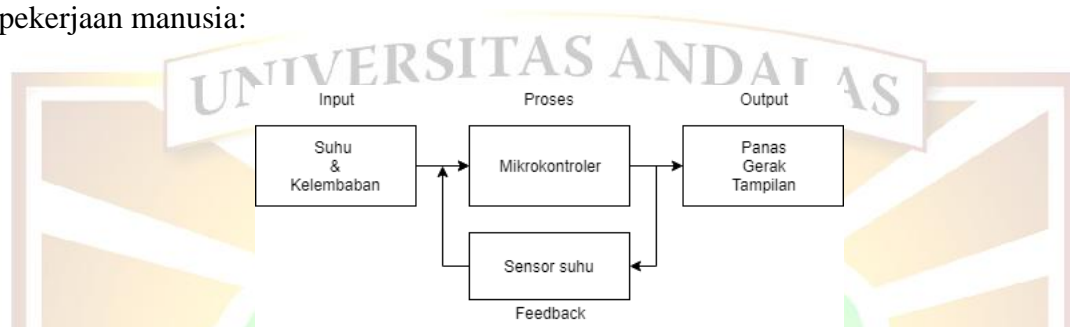 pekerjaan manusia:
UNIVERSITAS ANDALAS
Input
Proses
Output
Suhu
&
Kelembaban
Mikrokontroler
Panas
Gerak
Tampilan
Sensor suhu
Feedback